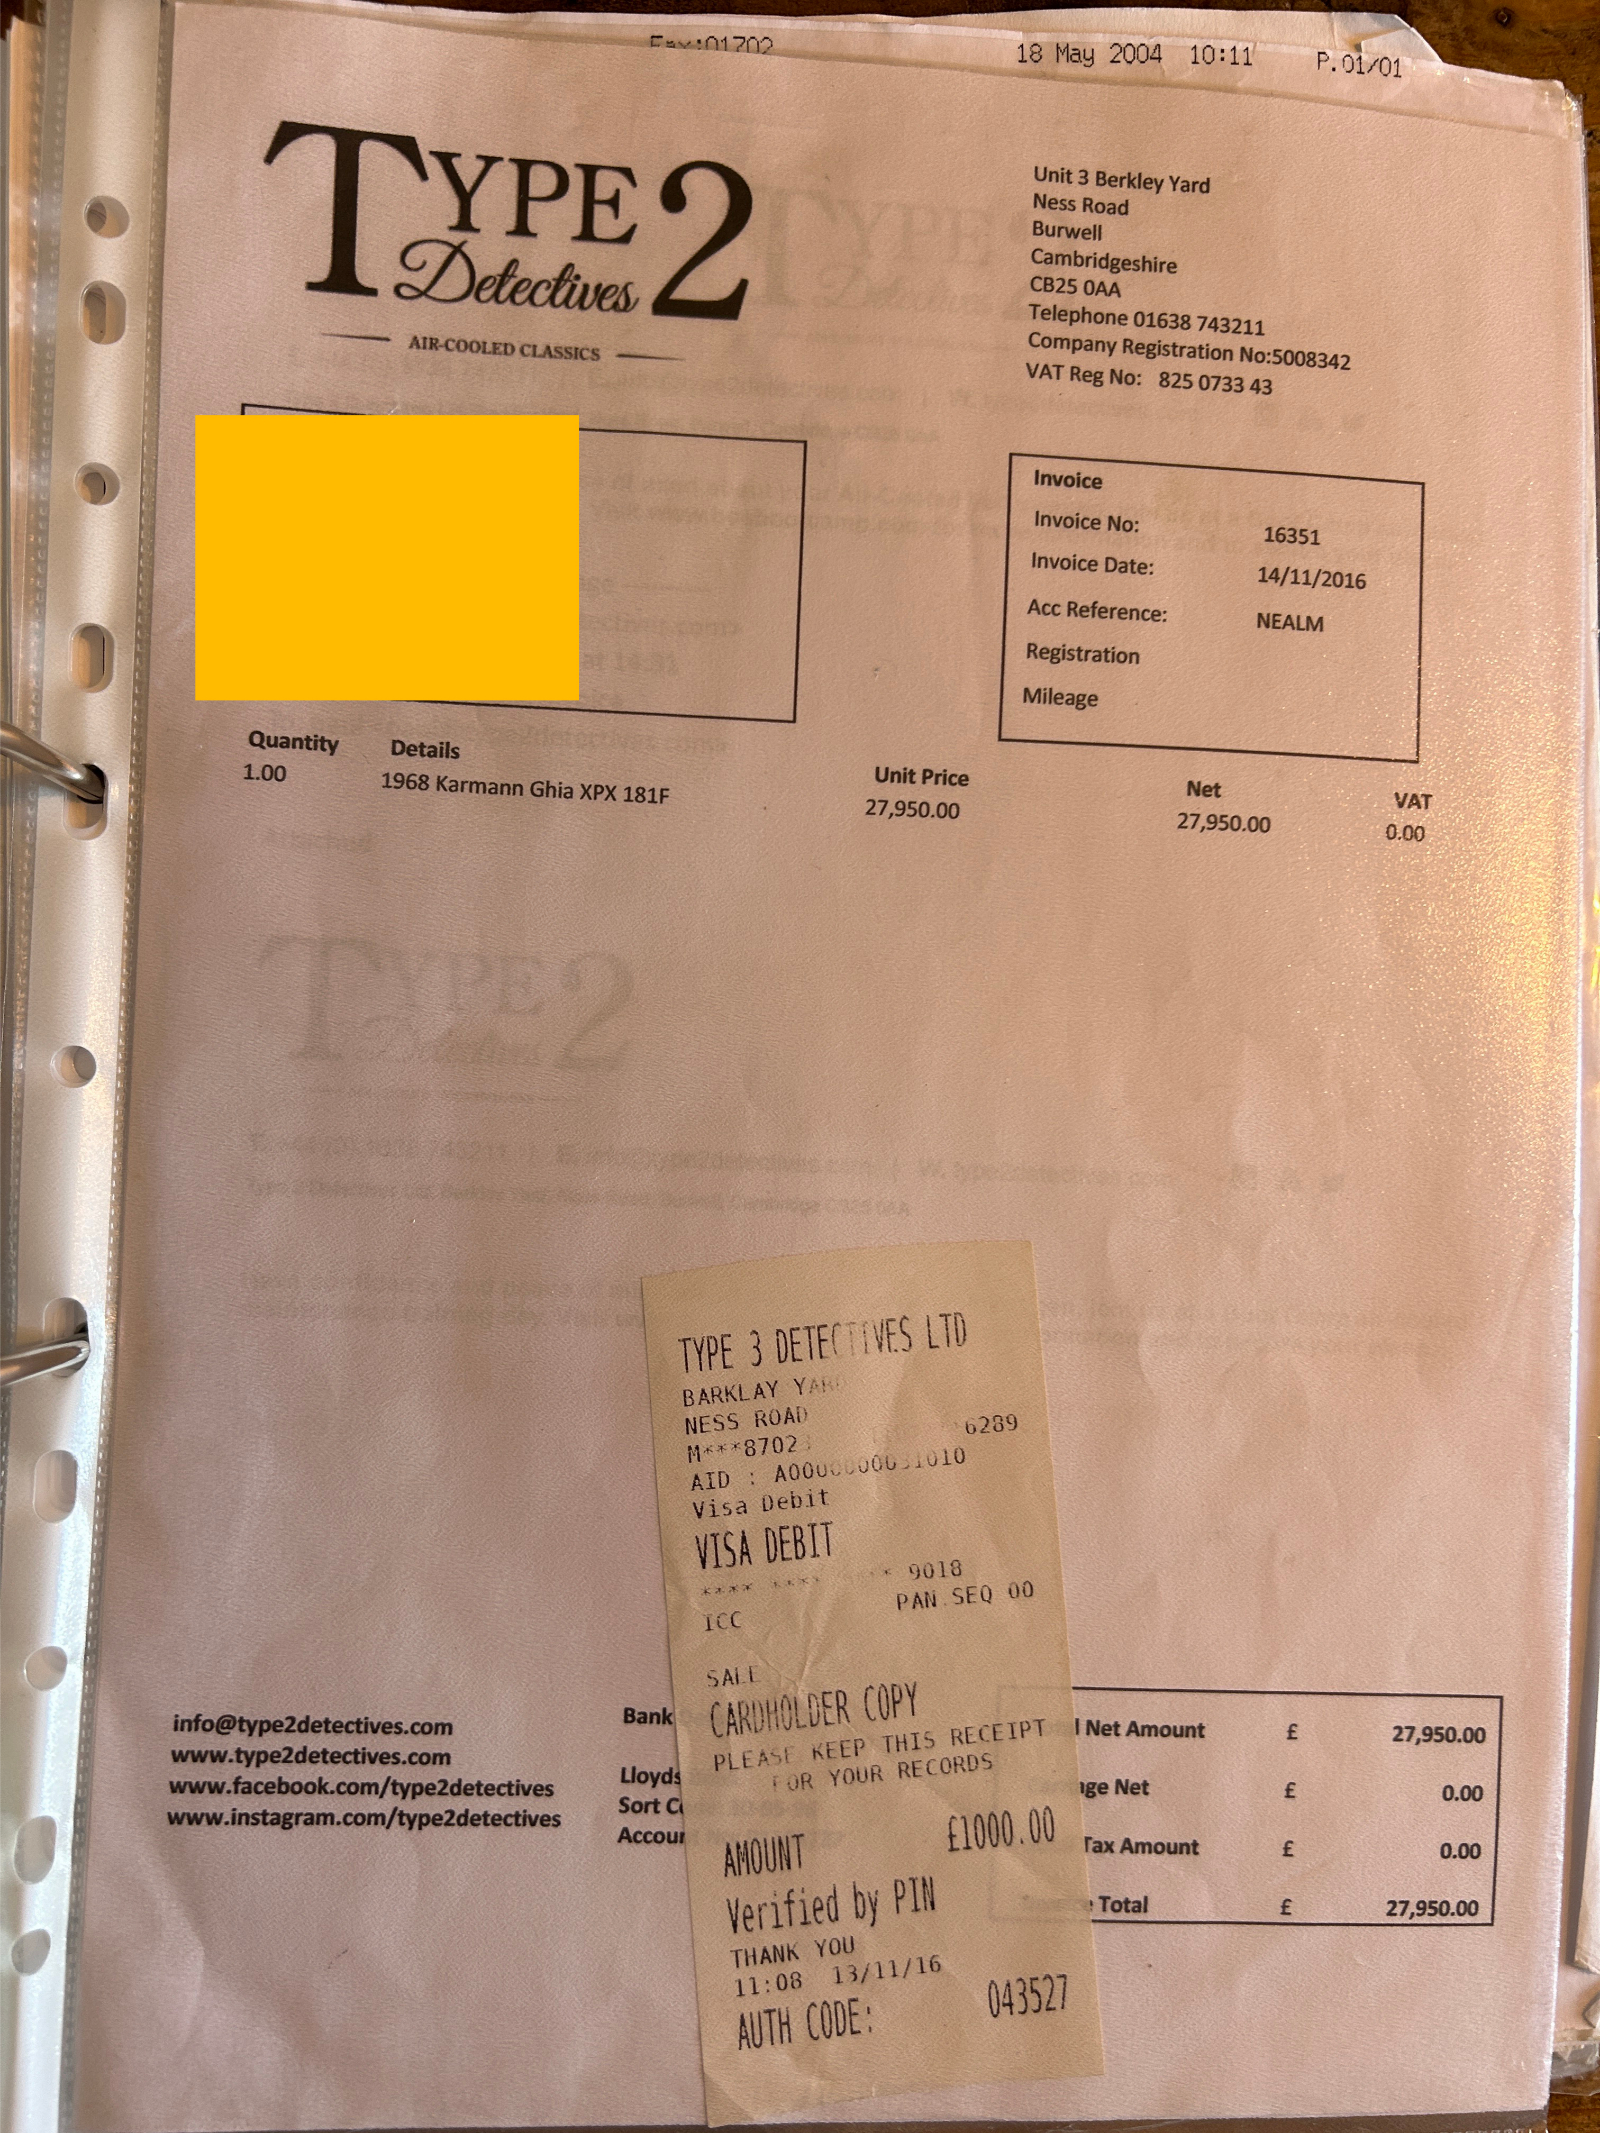 18 May 2004 10:11 P.01/01
TYPE 2
Detectives
AIR-COOLED CLASSICS
Unit 3 Berkley Yard
Ness Road
Burwell
Cambridgeshire
CB25 0AA
Telephone 01638 743211
Company Registration No:5008342
VAT Reg No: 825 0733 43
Invoice
Invoice No: 16351
Invoice Date: 14/11/2016
Acc Reference: NEALM
Registration
Mileage
Quantity Details Unit Price Net VAT
1.00 1968 Karmann Ghia XPX 181F 27,950.00 27,950.00 0.00
TYPE 3 DETECTIVES LTD
BARKLAY YARD
NESS ROAD
M***8702 6289
AID : A0000000031010
Visa Debit
VISA DEBIT
**** **** **** 9018
ICC PAN.SEQ 00
SALE
CARDHOLDER COPY
PLEASE KEEP THIS RECEIPT
FOR YOUR RECORDS
AMOUNT £1000.00
Verified by PIN
THANK YOU
11:08 13/11/16
AUTH CODE: 043527
info@type2detectives.com
www.type2detectives.com
www.facebook.com/type2detectives
www.instagram.com/type2detectives
Bank
Lloyds
Sort
Net Amount £ 27,950.00
Net £ 0.00
Tax Amount £ 0.00
Total £ 27,950.00